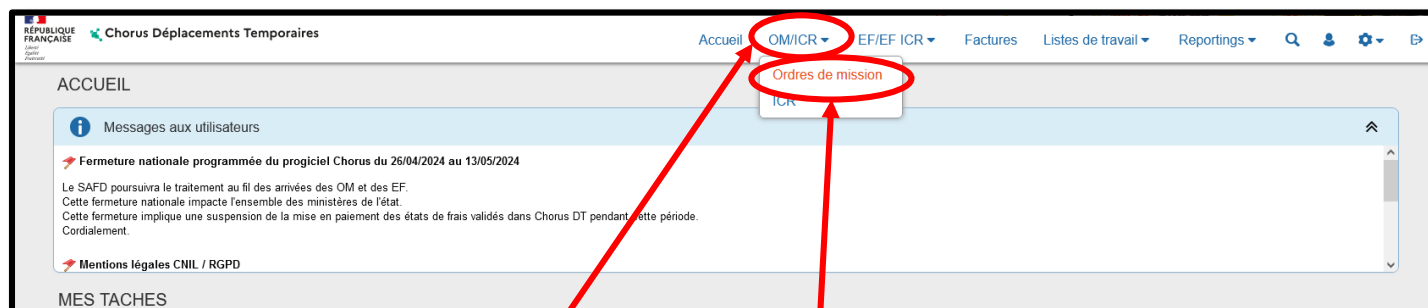 RÉPUBLIQUE
FRANÇAISE
Liberté
Égalité
Fraternité
Chorus Déplacements Temporaires
Accueil OM/ICR EF/EF ICR Factures Listes de travail Reportings
Ordres de mission
ICR
ACCUEIL
Messages aux utilisateurs
Fermeture nationale programmée du progiciel Chorus du 26/04/2024 au 13/05/2024
Le SAFD poursuivra le traitement au fil des arrivées des OM et des EF.
Cette fermeture nationale impacte l'ensemble des ministères de l'état.
Cette fermeture implique une suspension de la mise en paiement des états de frais validés dans Chorus DT pendant cette période.
Cordialement.
Mentions légales CNIL / RGPD
MES TACHES